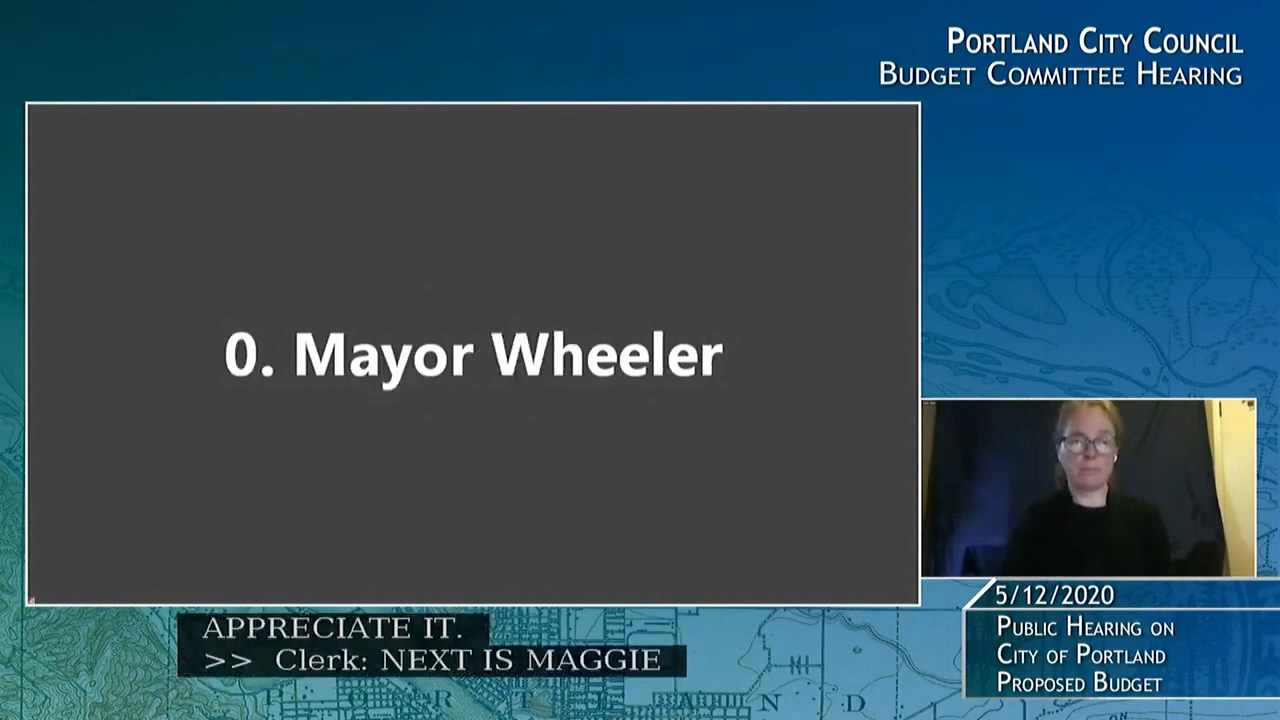 PORTLAND CITY COUNCIL
BUDGET COMMITTEE HEARING
0. Mayor Wheeler
5/12/2020
PUBLIC HEARING ON
CITY OF PORTLAND
PROPOSED BUDGET
APPRECIATE IT.
>> Clerk: NEXT IS MAGGIE
P O R T L A N D